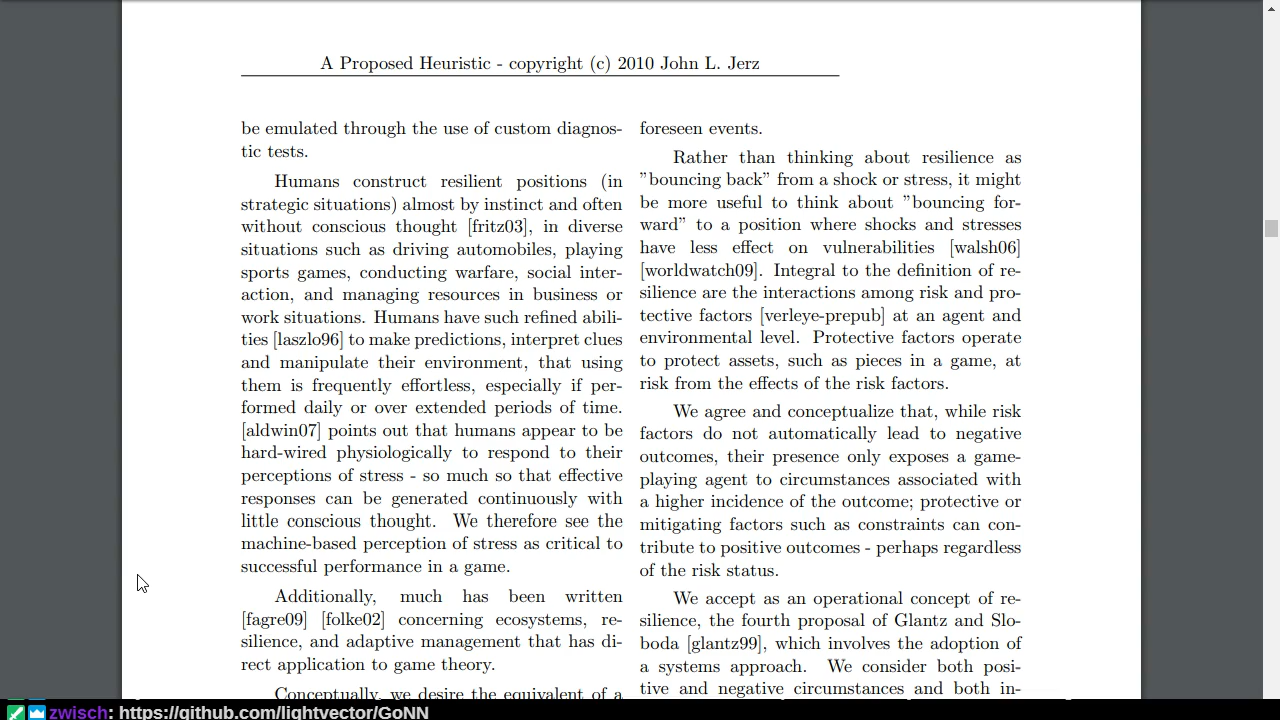 A Proposed Heuristic - copyright (c) 2010 John L. Jerz
be emulated through the use of custom diagnos-
tic tests.
Humans construct resilient positions (in
strategic situations) almost by instinct and often
without conscious thought [fritz03], in diverse
situations such as driving automobiles, playing
sports games, conducting warfare, social inter-
action, and managing resources in business or
work situations. Humans have such refined abili-
ties [laszlo96] to make predictions, interpret clues
and manipulate their environment, that using
them is frequently effortless, especially if per-
formed daily or over extended periods of time.
[aldwin07] points out that humans appear to be
hard-wired physiologically to respond to their
perceptions of stress - so much so that effective
responses can be generated continuously with
little conscious thought. We therefore see the
machine-based perception of stress as critical to
successful performance in a game.
Additionally, much has been written
[fagre09] [folke02] concerning ecosystems, re-
silience, and adaptive management that has di-
rect application to game theory.
Conceptually, we desire the equivalent of a
foreseen events.
Rather than thinking about resilience as
"bouncing back" from a shock or stress, it might
be more useful to think about "bouncing for-
ward" to a position where shocks and stresses
have less effect on vulnerabilities [walsh06]
[worldwatch09]. Integral to the definition of re-
silience are the interactions among risk and pro-
tective factors [verleye-prepub] at an agent and
environmental level. Protective factors operate
to protect assets, such as pieces in a game, at
risk from the effects of the risk factors.
We agree and conceptualize that, while risk
factors do not automatically lead to negative
outcomes, their presence only exposes a game-
playing agent to circumstances associated with
a higher incidence of the outcome; protective or
mitigating factors such as constraints can con-
tribute to positive outcomes - perhaps regardless
of the risk status.
We accept as an operational concept of re-
silience, the fourth proposal of Glantz and Slo-
boda [glantz99], which involves the adoption of
a systems approach. We consider both posi-
tive and negative circumstances and both in-
zwisch: https://github.com/lightvector/GoNN